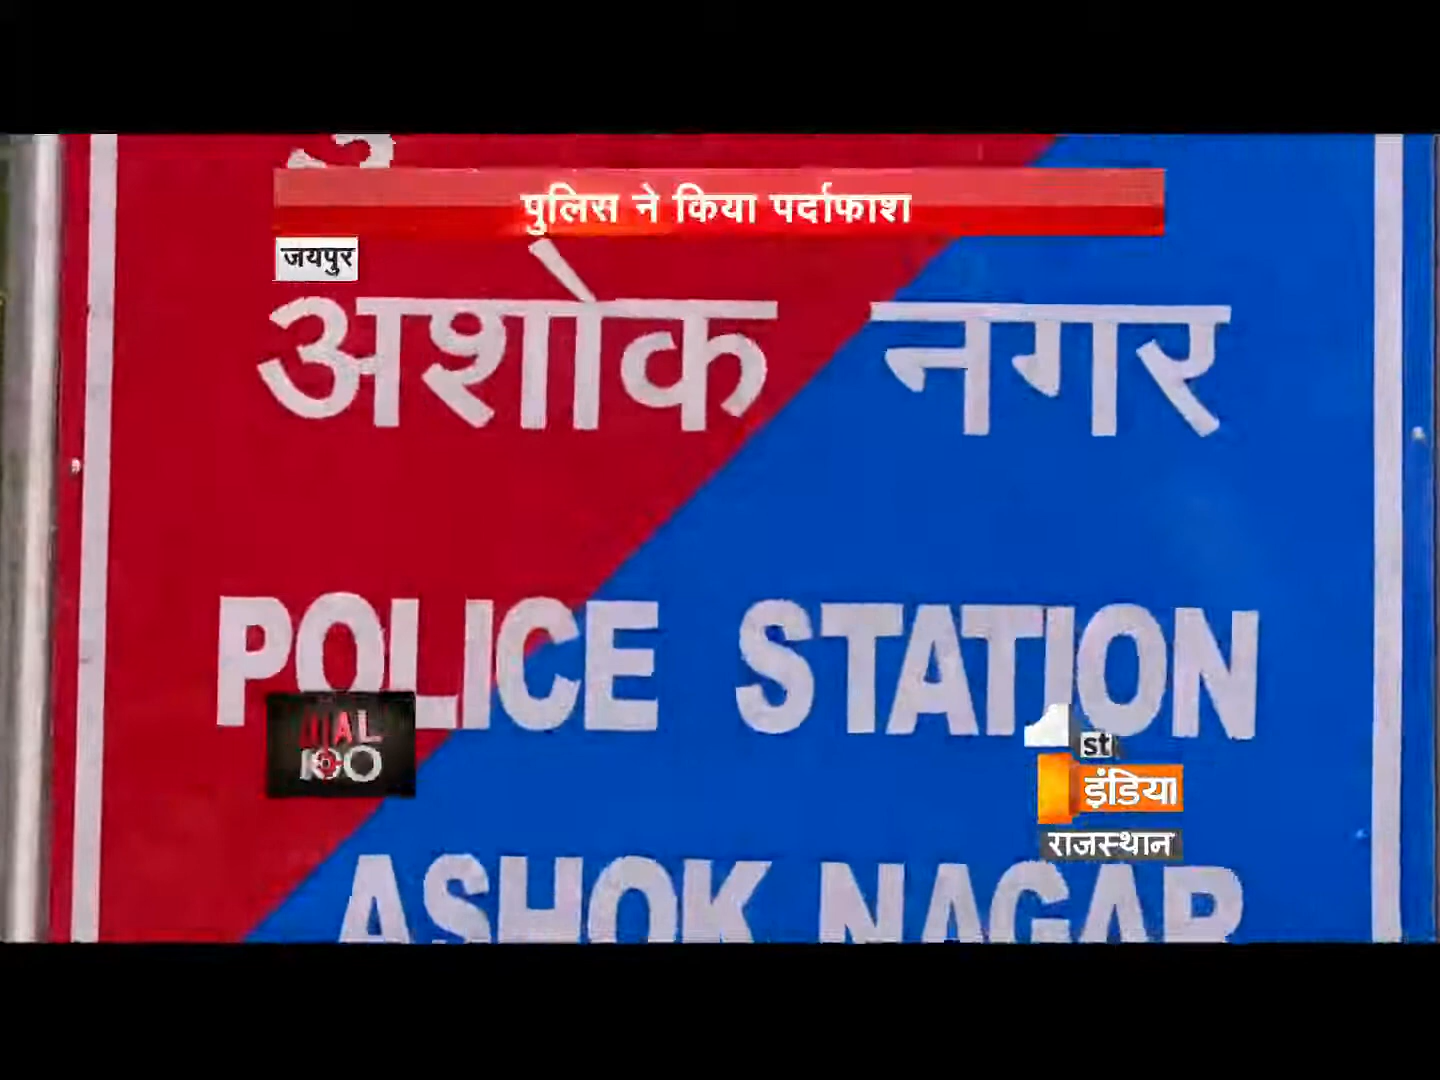 पुलिस ने किया पर्दाफाश
जयपुर
अशोक नगर
POLICE STATION
DIAL
100
1st
इंडिया
राजस्थान
ASHOK NAGAR